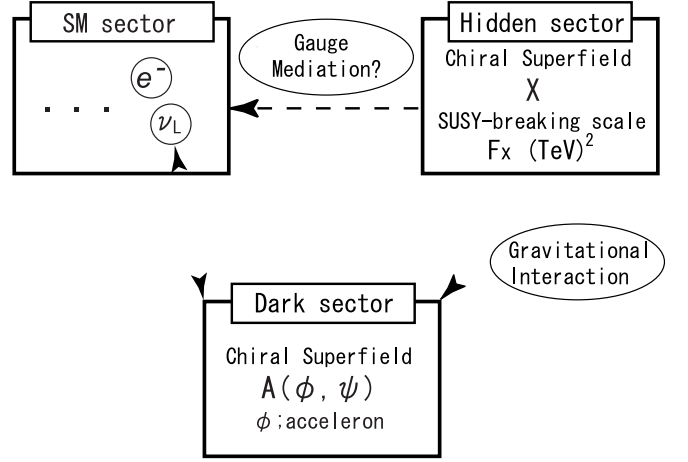 SM sector
e⁻
. . .
νL
Gauge
Mediation?
Hidden sector
Chiral Superfield
X
SUSY-breaking scale
Fx (TeV)²
Gravitational
Interaction
Dark sector
Chiral Superfield
A(ϕ, ψ)
ϕ;acceleron